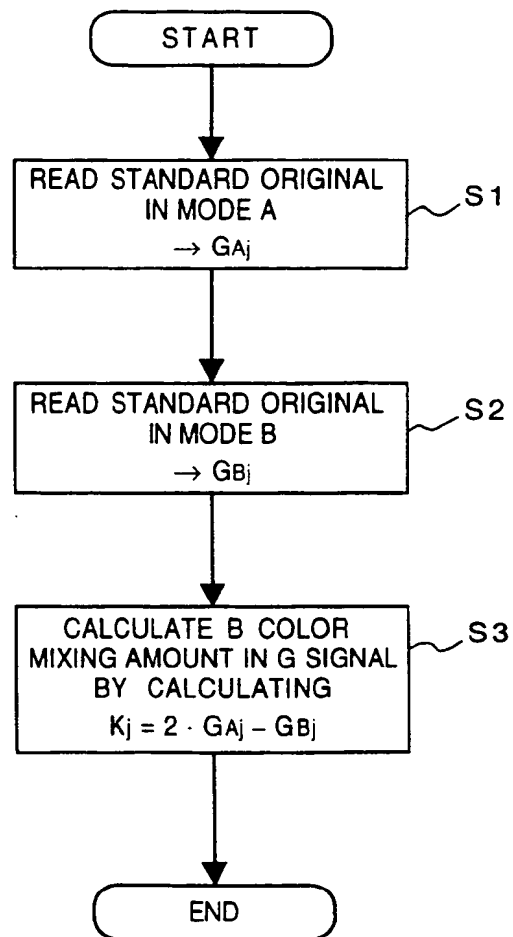 START
READ STANDARD ORIGINAL
IN MODE A
→ GAj
S1
READ STANDARD ORIGINAL
IN MODE B
→ GBj
S2
CALCULATE B COLOR
MIXING AMOUNT IN G SIGNAL
BY CALCULATING
Kj = 2 · GAj – GBj
S3
END